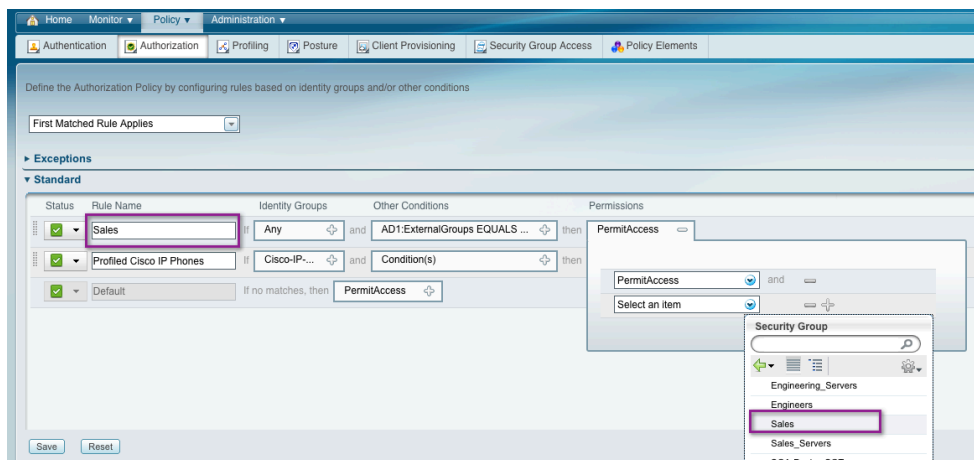 Home Monitor Policy Administration
Authentication Authorization Profiling Posture Client Provisioning Security Group Access Policy Elements
Define the Authorization Policy by configuring rules based on identity groups and/or other conditions
First Matched Rule Applies
Exceptions
Standard
Status Rule Name Identity Groups Other Conditions Permissions
Sales If Any and AD1:ExternalGroups EQUALS ... then PermitAccess
Profiled Cisco IP Phones If Cisco-IP-... and Condition(s) then
PermitAccess and
Default If no matches, then PermitAccess
Select an item
Security Group
Engineering_Servers
Engineers
Sales
Sales_Servers
Save Reset